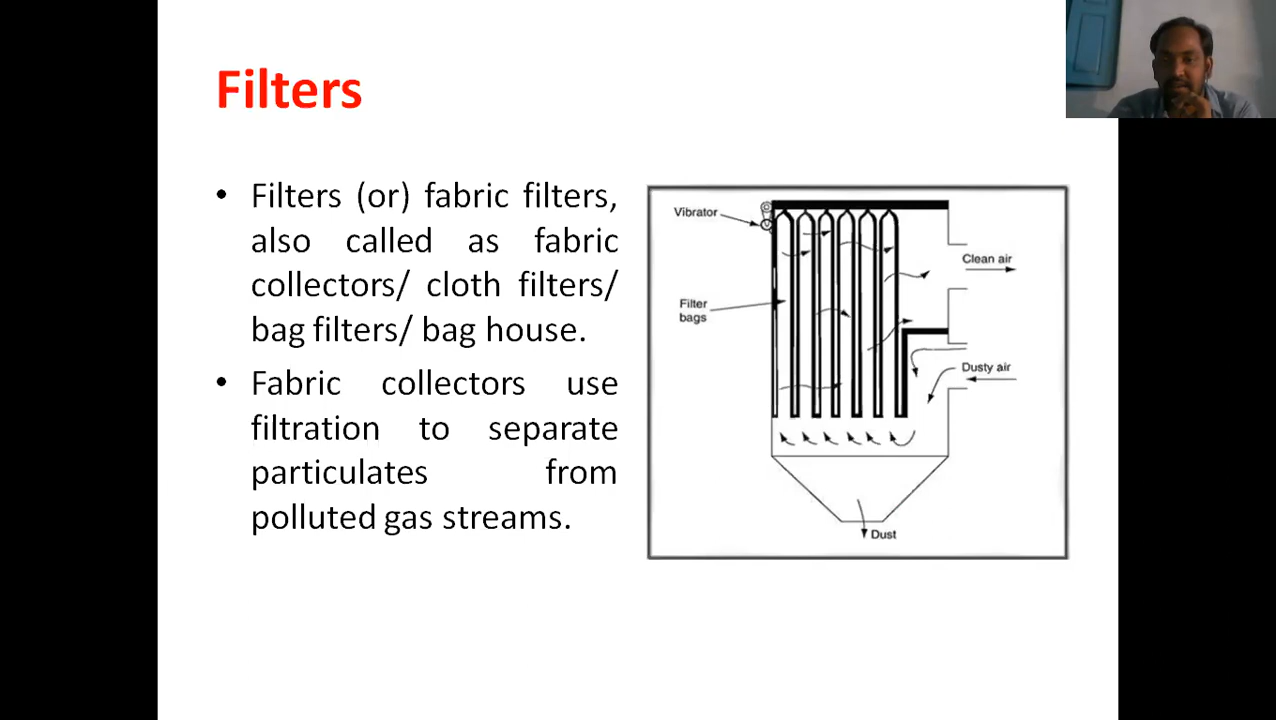 Filters
• Filters (or) fabric filters,
also called as fabric
collectors/ cloth filters/
bag filters/ bag house.
• Fabric collectors use
filtration to separate
particulates from
polluted gas streams.
Vibrator
Clean air
Filter
bags
Dusty air
Dust